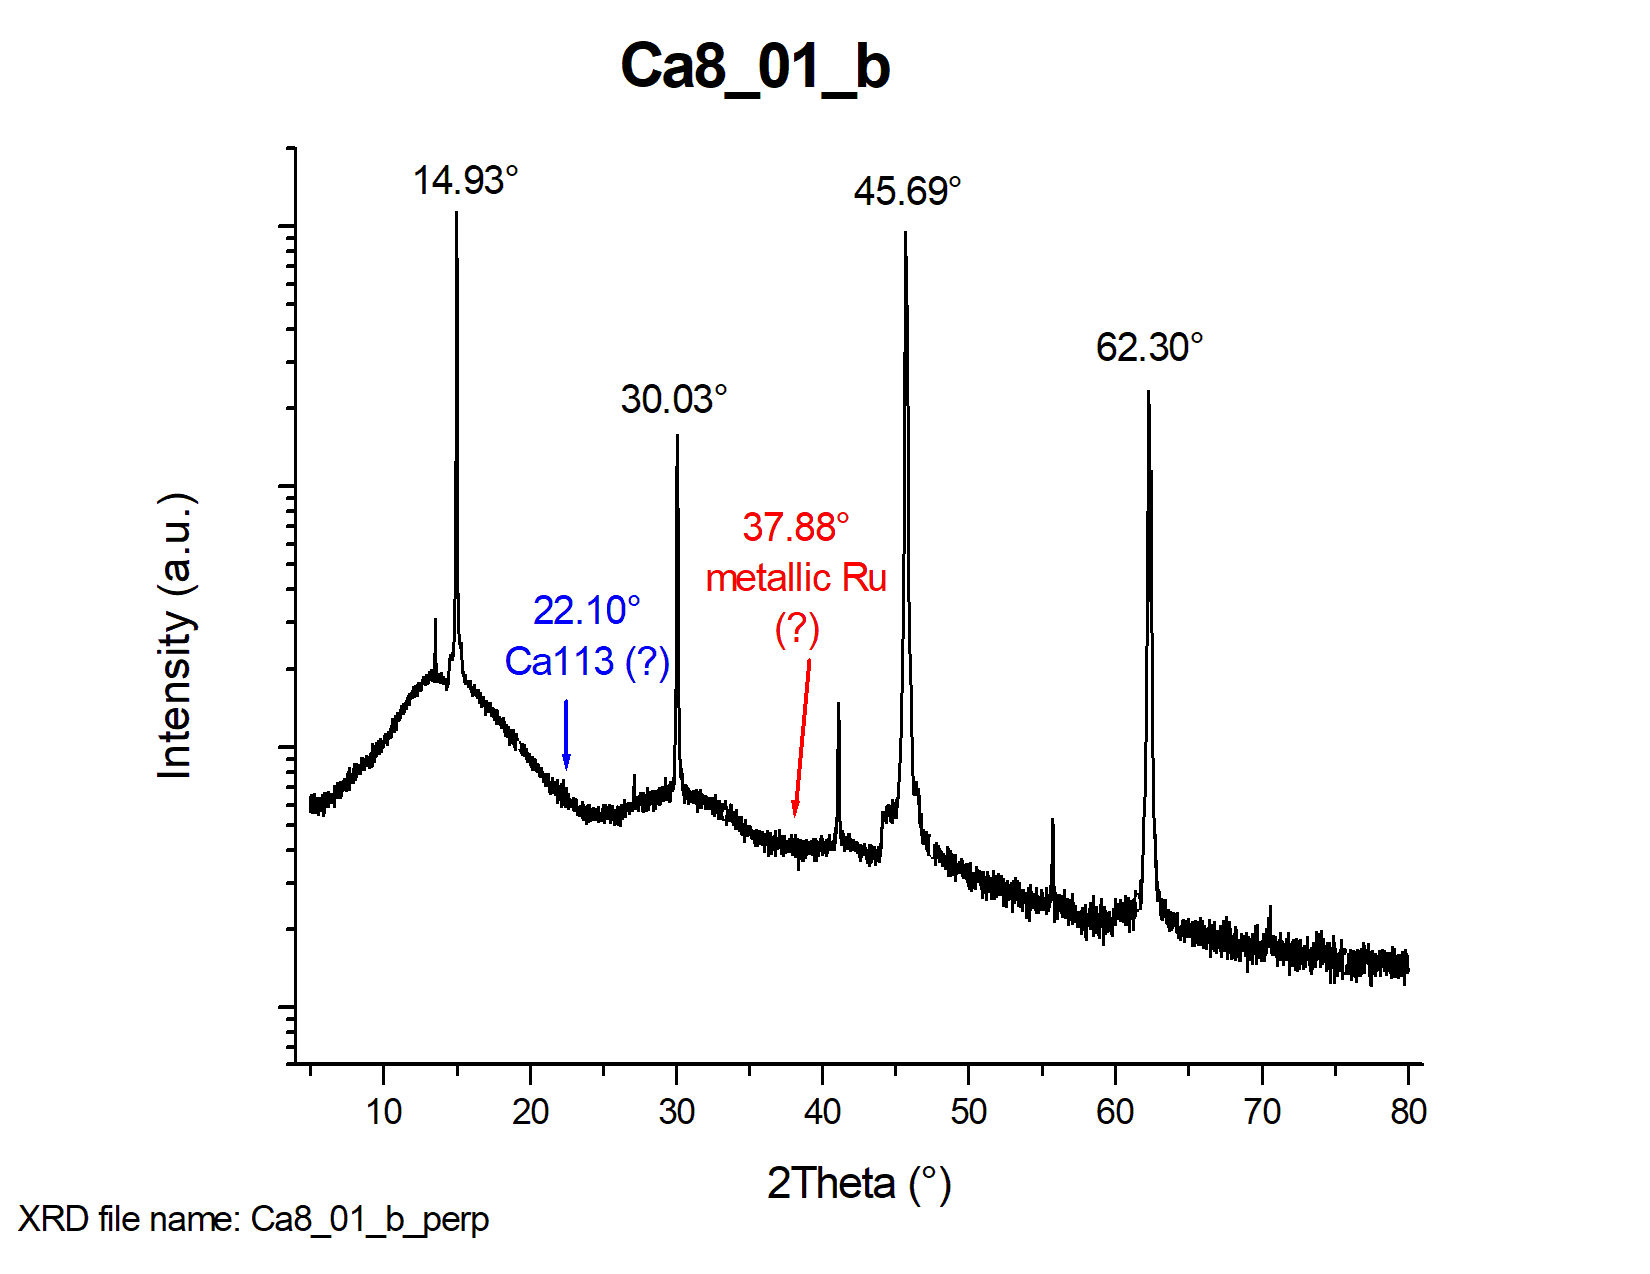 Ca8_01_b
14.93°
45.69°
62.30°
30.03°
37.88°
metallic Ru
(?)
22.10°
Ca113 (?)
Intensity (a.u.)
10 20 30 40 50 60 70 80
2Theta (°)
XRD file name: Ca8_01_b_perp